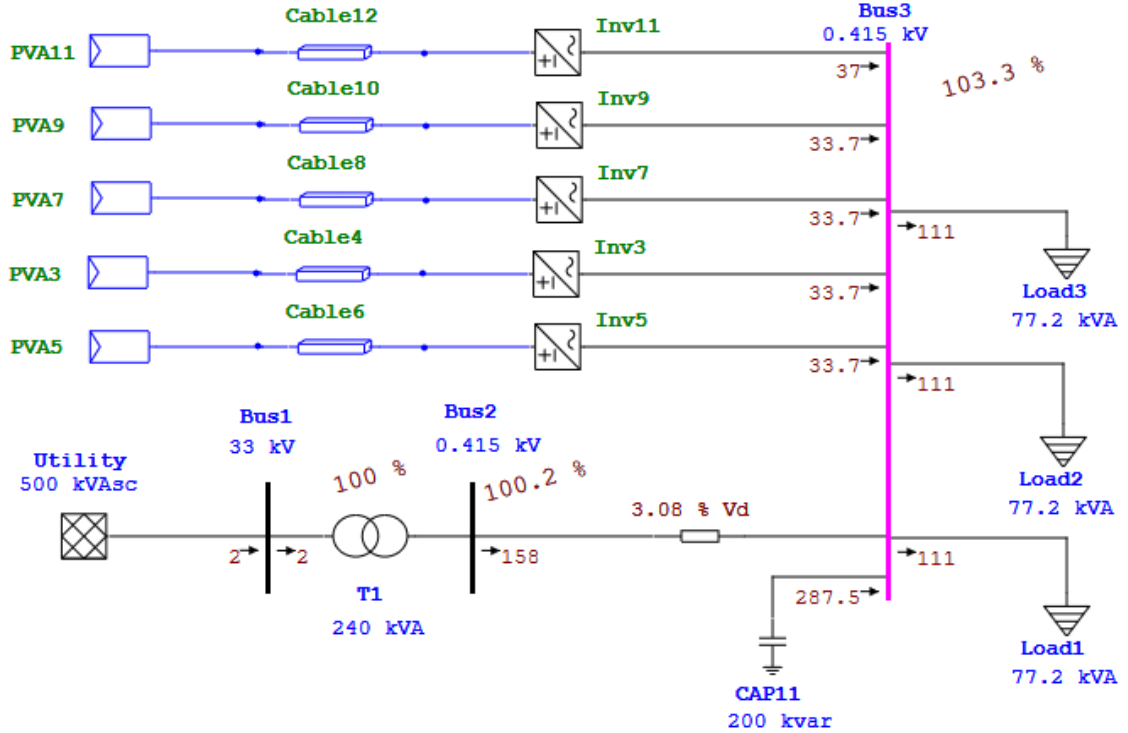 Cable12
PVA11
Inv11
Bus3
0.415 kV
37
103.3 %
Cable10
PVA9
Inv9
33.7
Cable8
PVA7
Inv7
33.7
111
Cable4
PVA3
Inv3
33.7
Load3
77.2 kVA
Cable6
PVA5
Inv5
33.7
111
Bus1
33 kV
Bus2
0.415 kV
Utility
500 kVAsc
100 %
100.2 %
Load2
77.2 kVA
3.08 % Vd
2
2
158
111
T1
240 kVA
287.5
Load1
77.2 kVA
CAP11
200 kvar